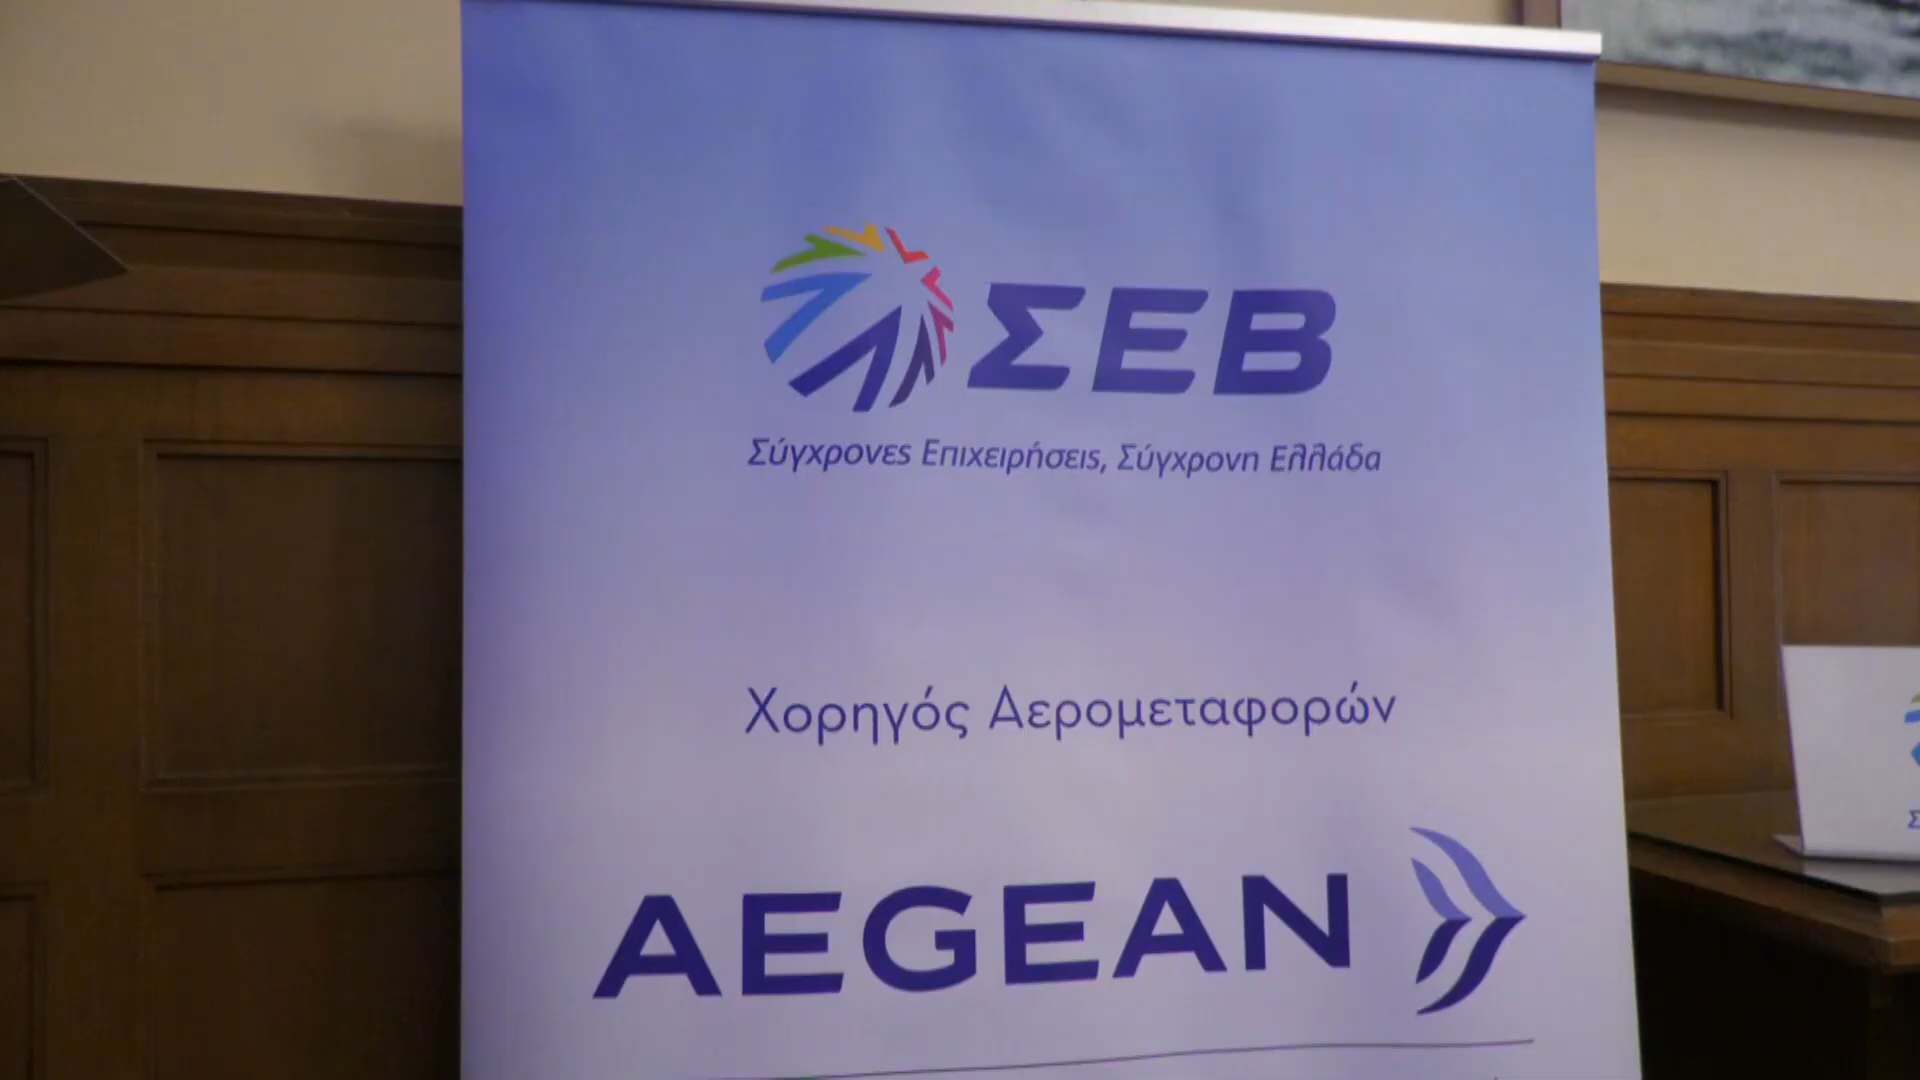 ΣΕΒ
Σύγχρονες Επιχειρήσεις, Σύγχρονη Ελλάδα
Χορηγός Αερομεταφορών
AEGEAN